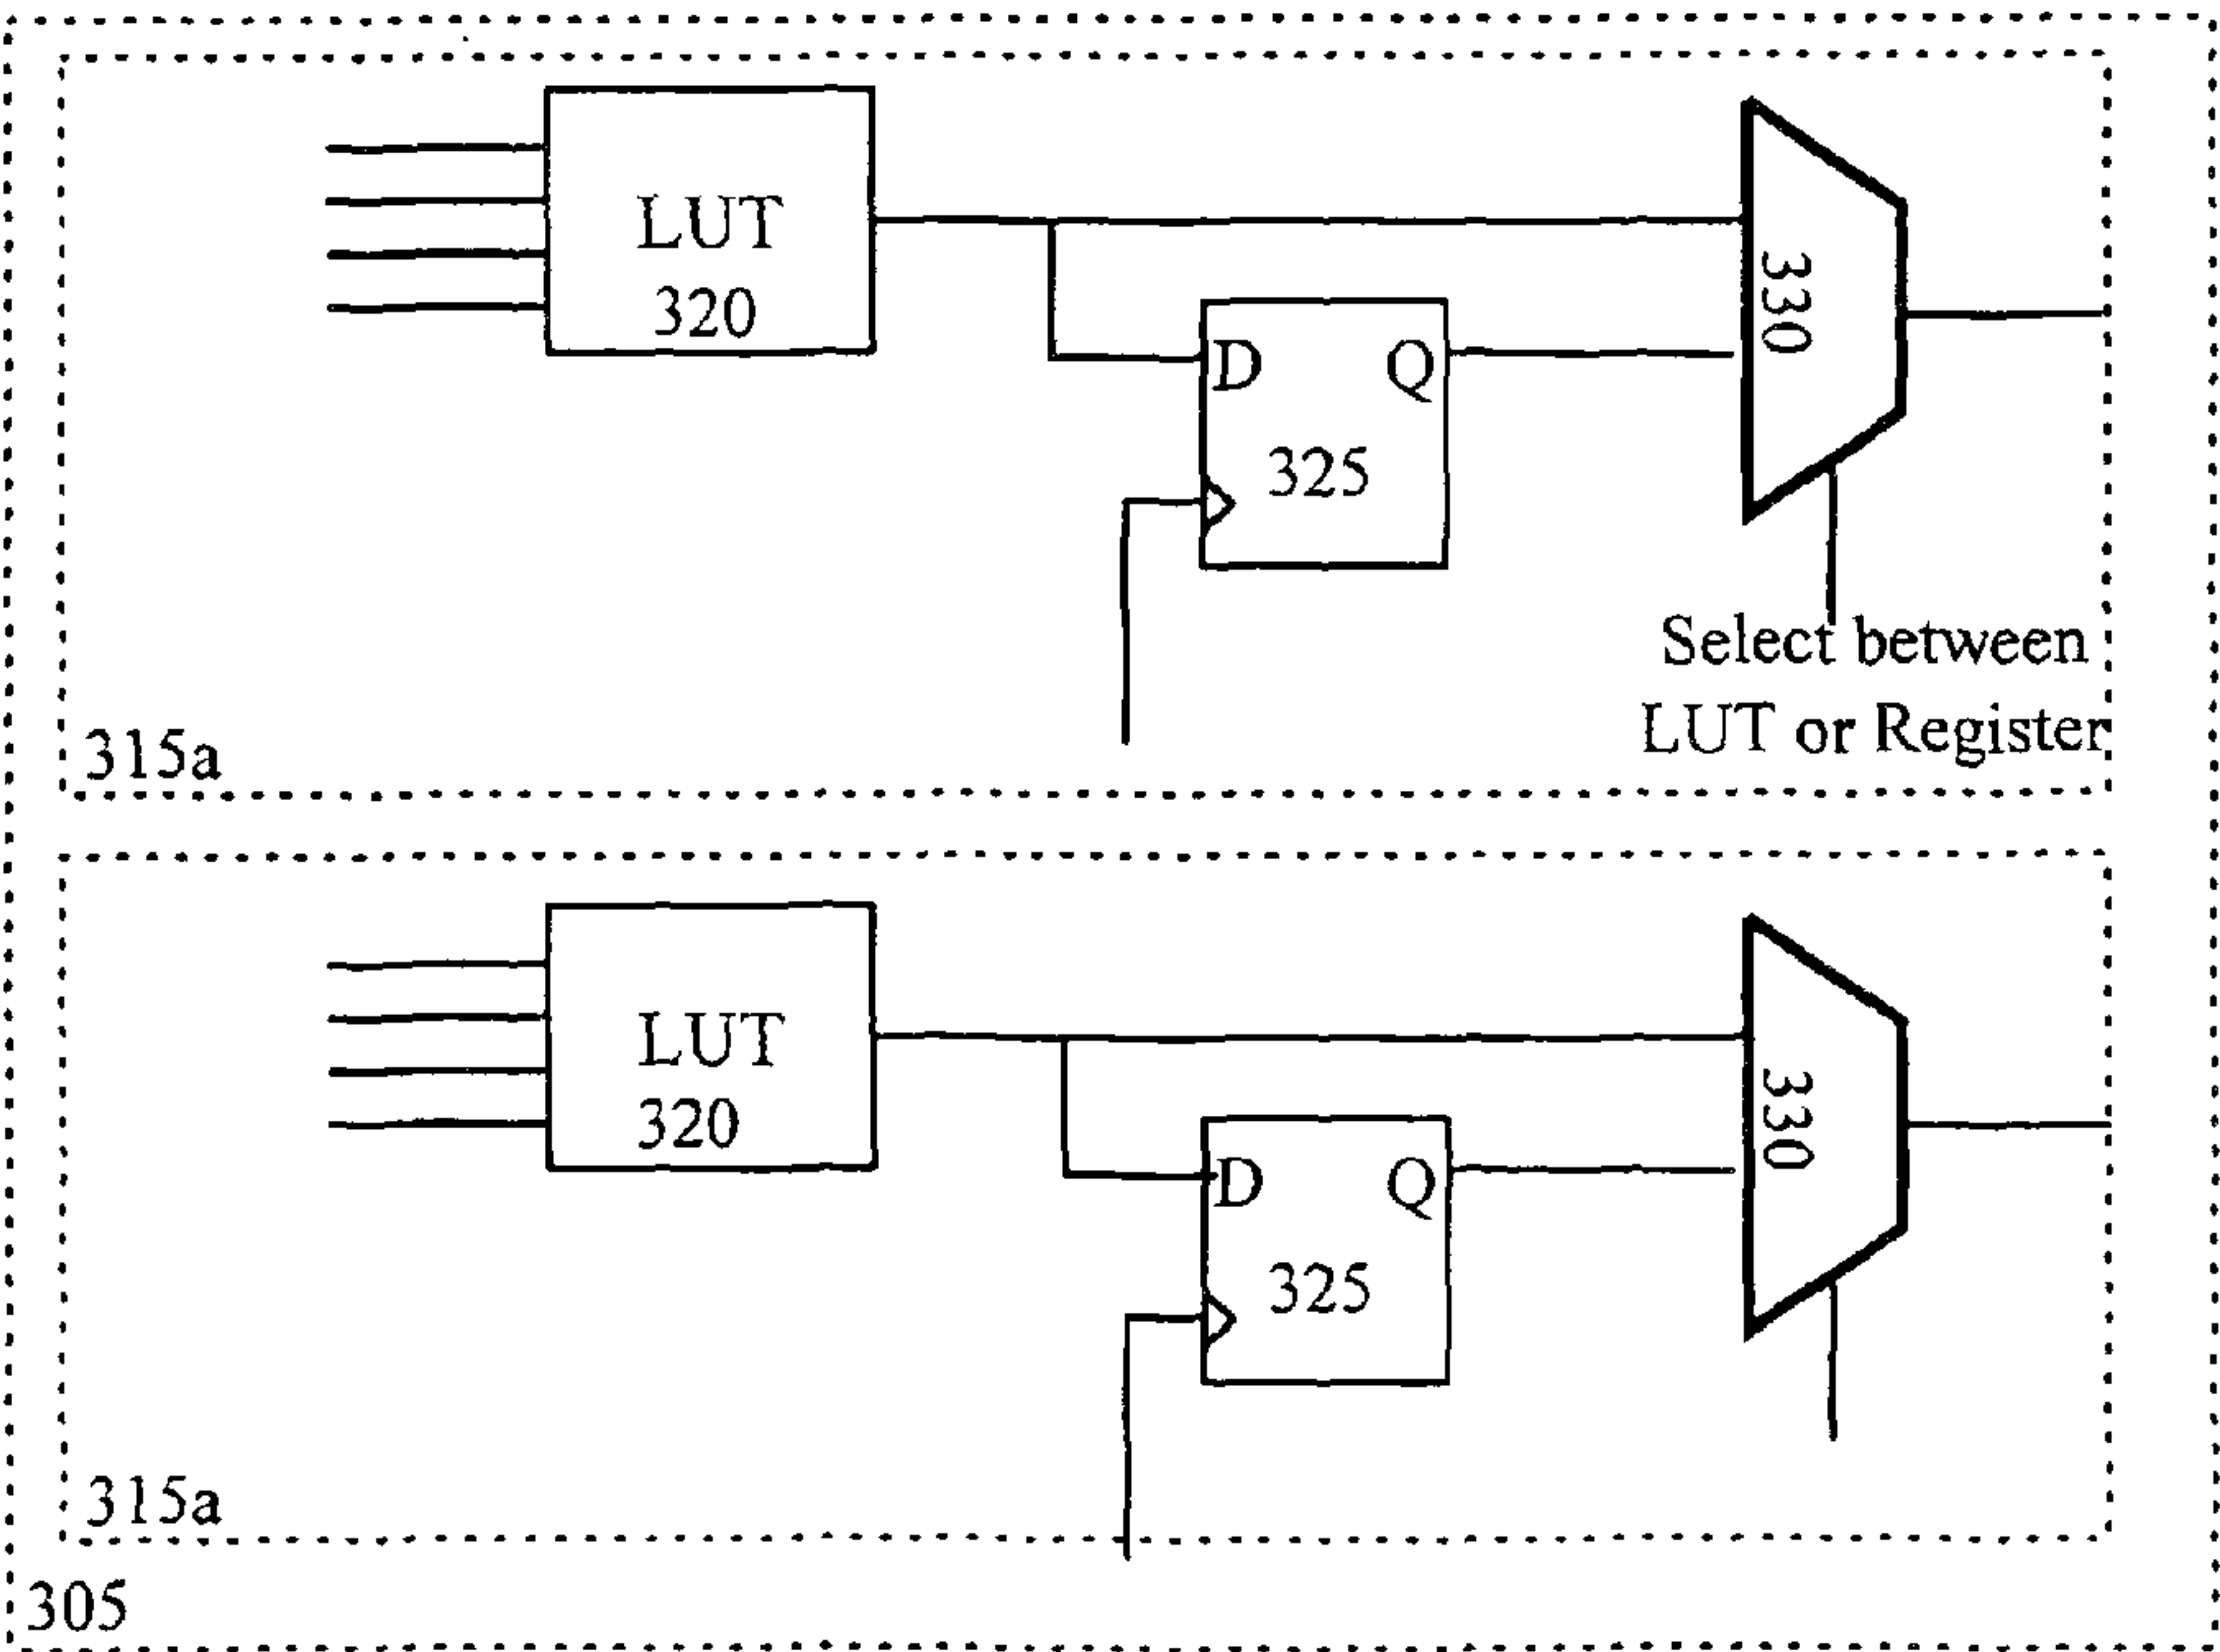 LUT
320
330
D Q
325
Select between
LUT or Register
315a
LUT
320
330
D Q
325
315a
305